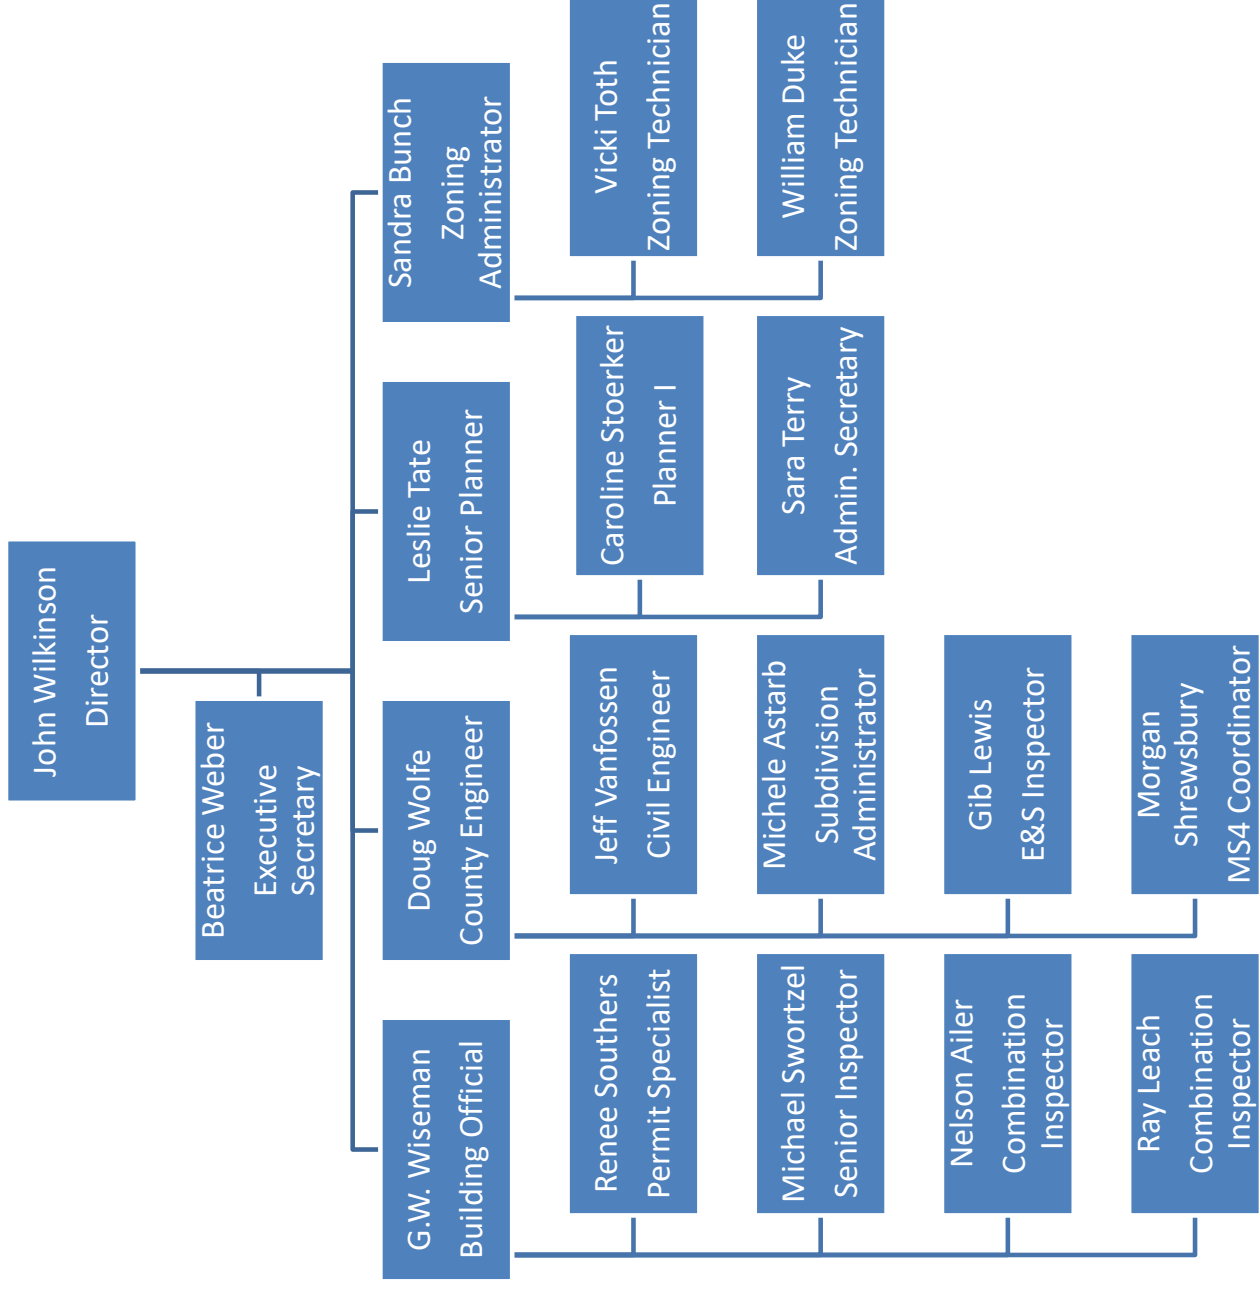 John Wilkinson
Director
Beatrice Weber
Executive
Secretary
G.W. Wiseman
Building Official
Renee Southers
Permit Specialist
Michael Swortzel
Senior Inspector
Nelson Ailer
Combination
Inspector
Ray Leach
Combination
Inspector
Doug Wolfe
County Engineer
Jeff Vanfossen
Civil Engineer
Michele Astarb
Subdivision
Administrator
Gib Lewis
E&S Inspector
Morgan
Shrewsbury
MS4 Coordinator
Leslie Tate
Senior Planner
Caroline Stoerker
Planner I
Sara Terry
Admin. Secretary
Sandra Bunch
Zoning
Administrator
Vicki Toth
Zoning Technician
William Duke
Zoning Technician